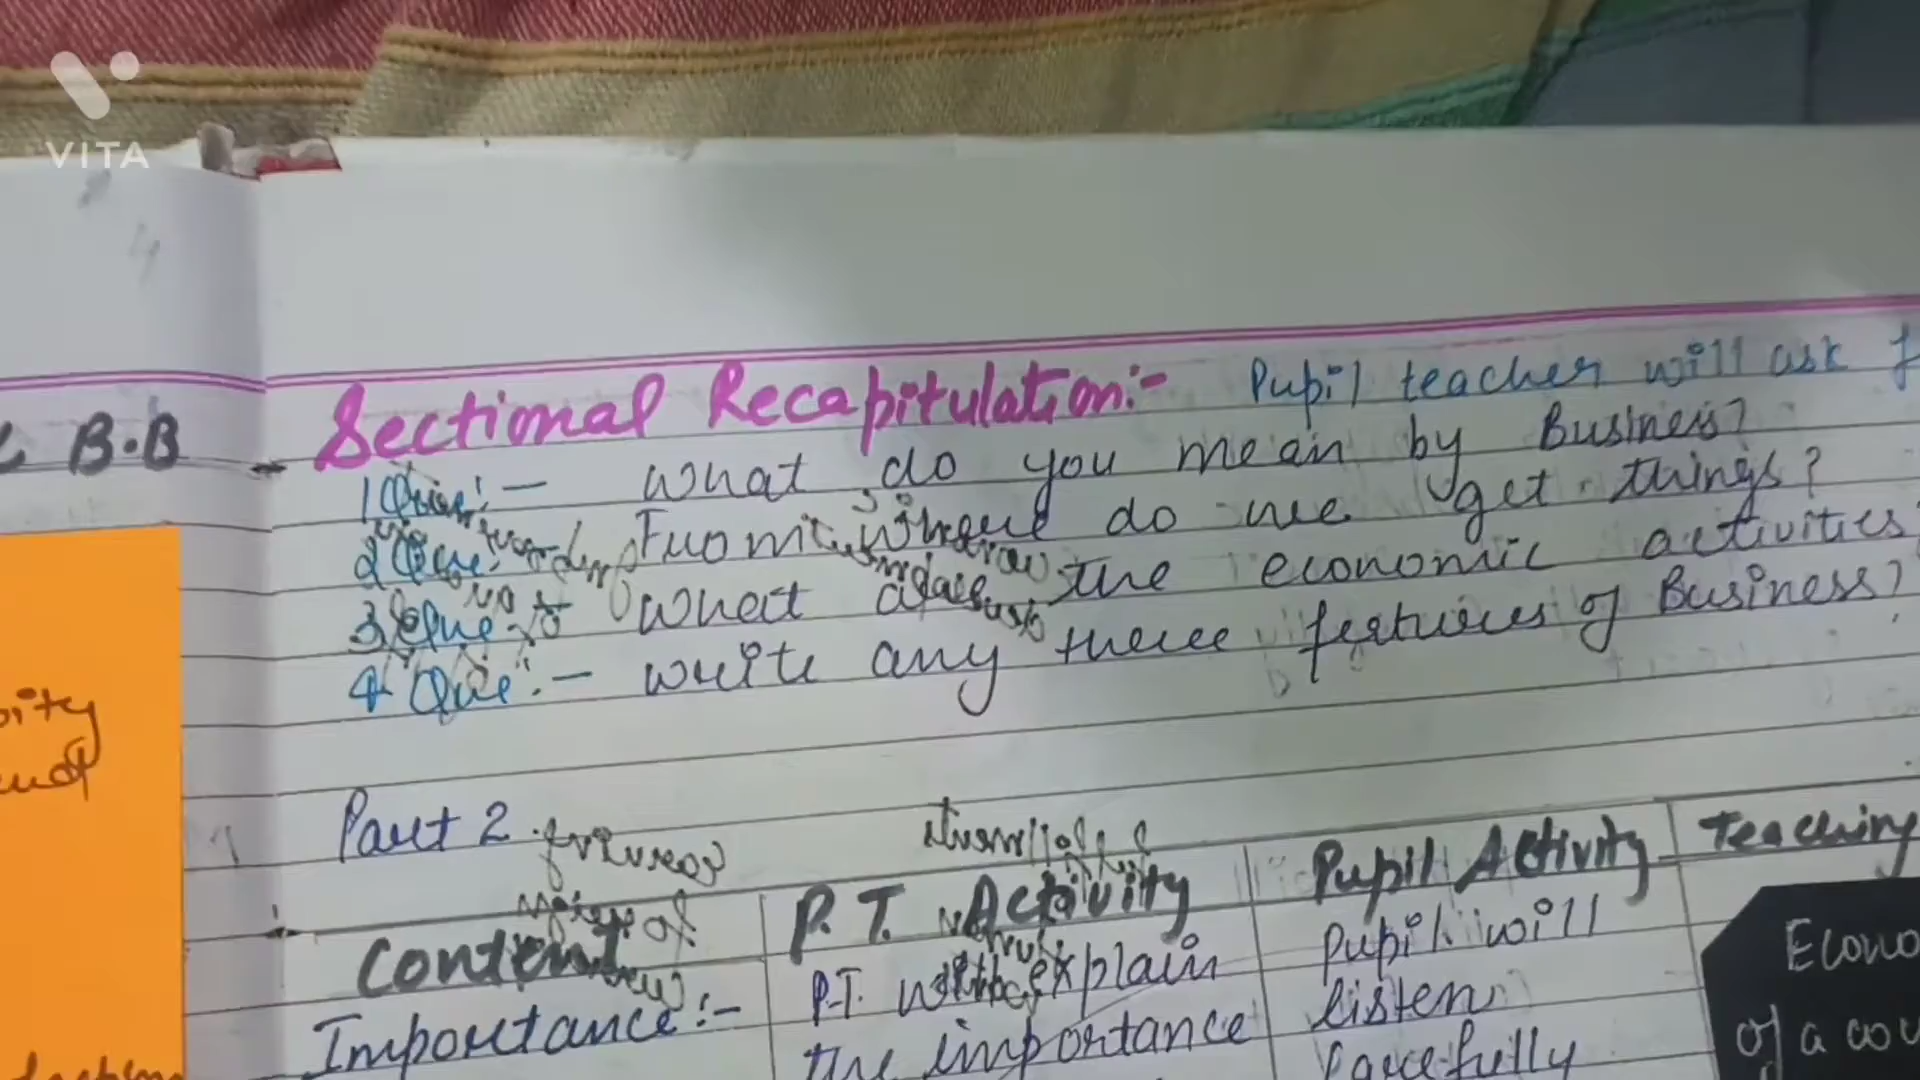 VITA
B.B
Sectional Recapitulation:- Pupil teacher will ask
1 Que:- What do you mean by Business?
2 Que:- From where do we get things?
3 Que:- What are the economic activities
4 Que:- write any three features of Business?
Part 2
Content P.T. Activity Pupil Activity Teaching
Importance:- P.T. will explain Pupil will
the importance listen
carefully
Econo
of a cou